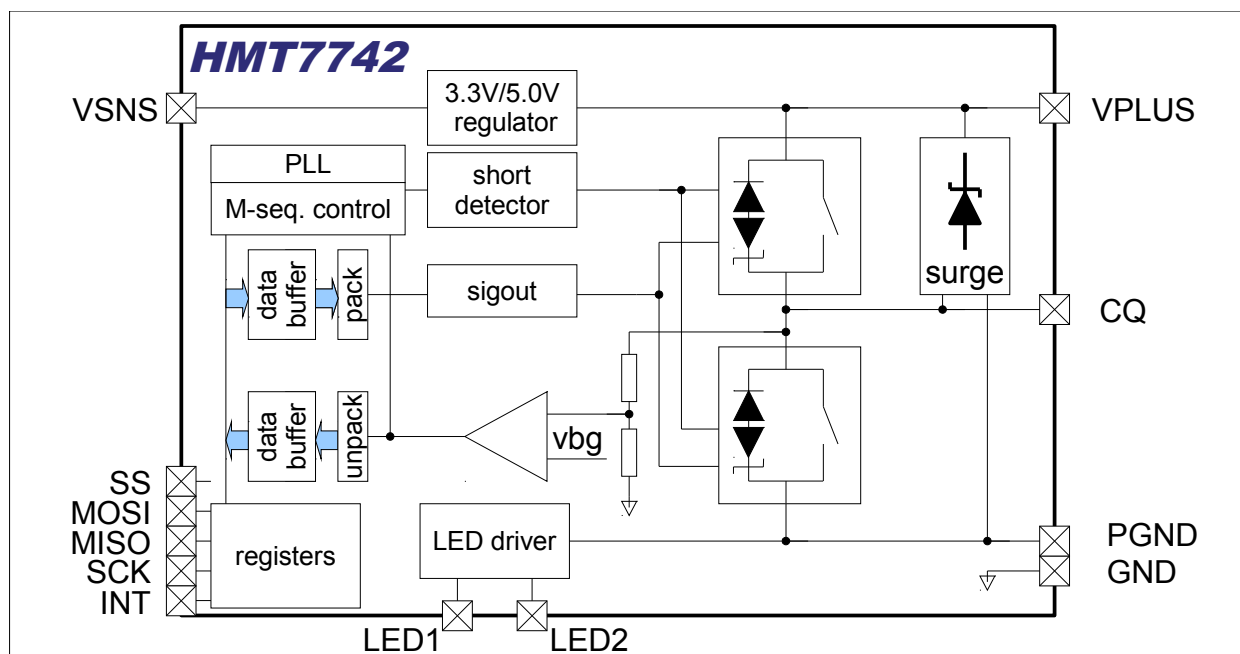 HMT7742
VSNS
3.3V/5.0V
regulator
VPLUS
PLL
M-seq. control
short
detector
data
buffer
pack
sigout
surge
CQ
data
buffer
unpack
vbg
SS
MOSI
MISO
SCK
INT
registers
LED driver
PGND
GND
LED1
LED2